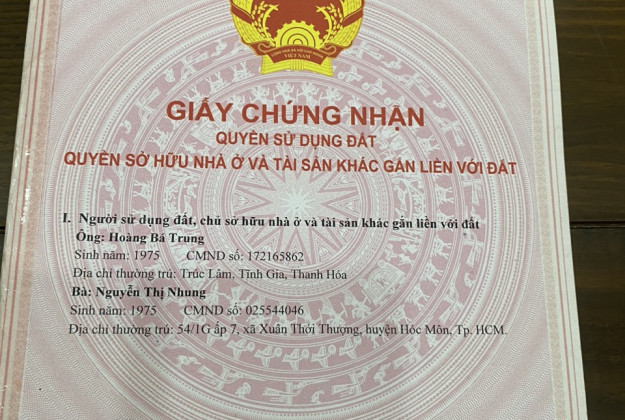 VIỆT NAM
GIẤY CHỨNG NHẬN
QUYỀN SỬ DỤNG ĐẤT
QUYỀN SỞ HỮU NHÀ Ở VÀ TÀI SẢN KHÁC GẮN LIỀN VỚI ĐẤT
I. Người sử dụng đất, chủ sở hữu nhà ở và tài sản khác gắn liền với đất
Ông: Hoàng Bá Trung
Sinh năm: 1975 CMND số: 172165862
Địa chỉ thường trú: Trúc Lâm, Tĩnh Gia, Thanh Hóa
Bà: Nguyễn Thị Nhung
Sinh năm: 1975 CMND số: 025544046
Địa chỉ thường trú: 54/1G ấp 7, xã Xuân Thới Thượng, huyện Hóc Môn, Tp. HCM.